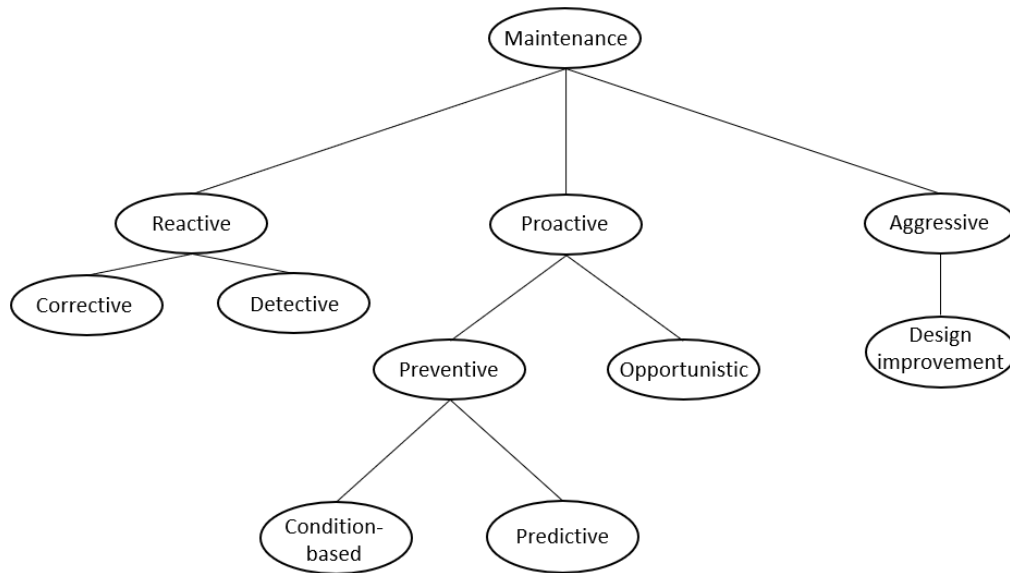 Maintenance
Reactive
Proactive
Aggressive
Corrective
Detective
Design
improvement
Preventive
Opportunistic
Condition-
based
Predictive